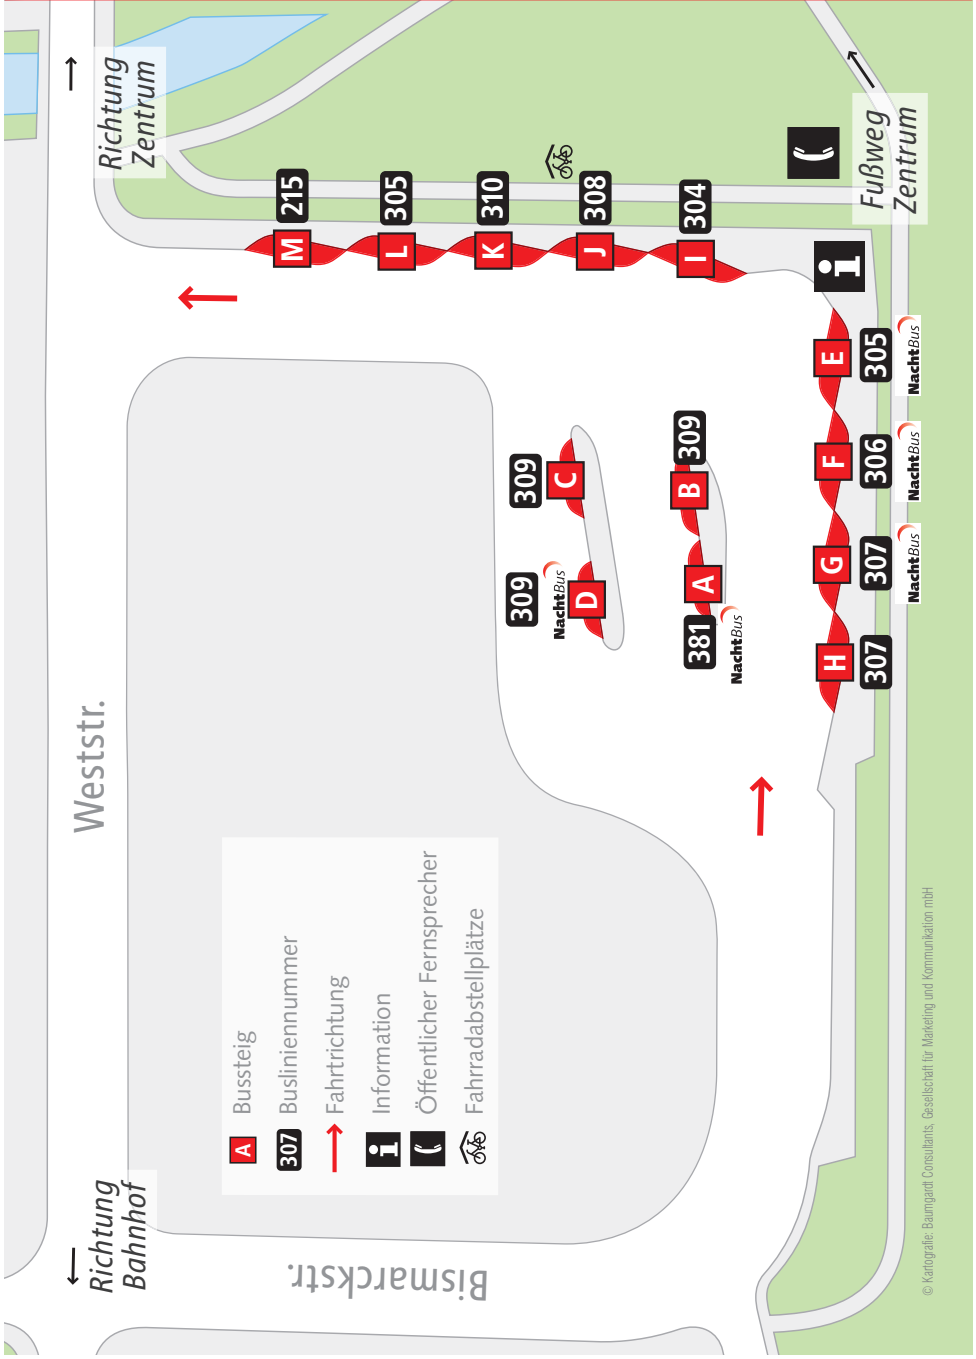 Richtung
Zentrum
Weststr.
Richtung
Bahnhof
Bismarckstr.
M
215
L
305
K
310
J
308
I
304
Fußweg
Zentrum
i
E
305
NachtBus
F
306
NachtBus
G
307
NachtBus
H
307
C
309
D
309
NachtBus
B
309
A
381
NachtBus
A Bussteig
307 Busliniennummer
Fahrtrichtung
i Information
Öffentlicher Fernsprecher
Fahrradabstellplätze
© Kartografie: Baumgardt Consultants, Gesellschaft für Marketing und Kommunikation mbH